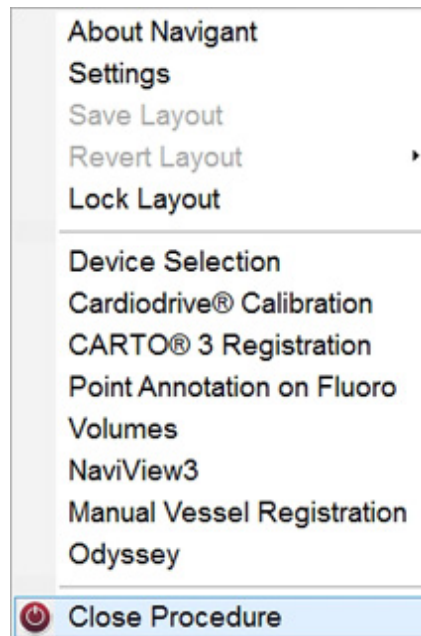 About Navigant
Settings
Save Layout
Revert Layout
Lock Layout
Device Selection
Cardiodrive® Calibration
CARTO® 3 Registration
Point Annotation on Fluoro
Volumes
NaviView3
Manual Vessel Registration
Odyssey
Close Procedure